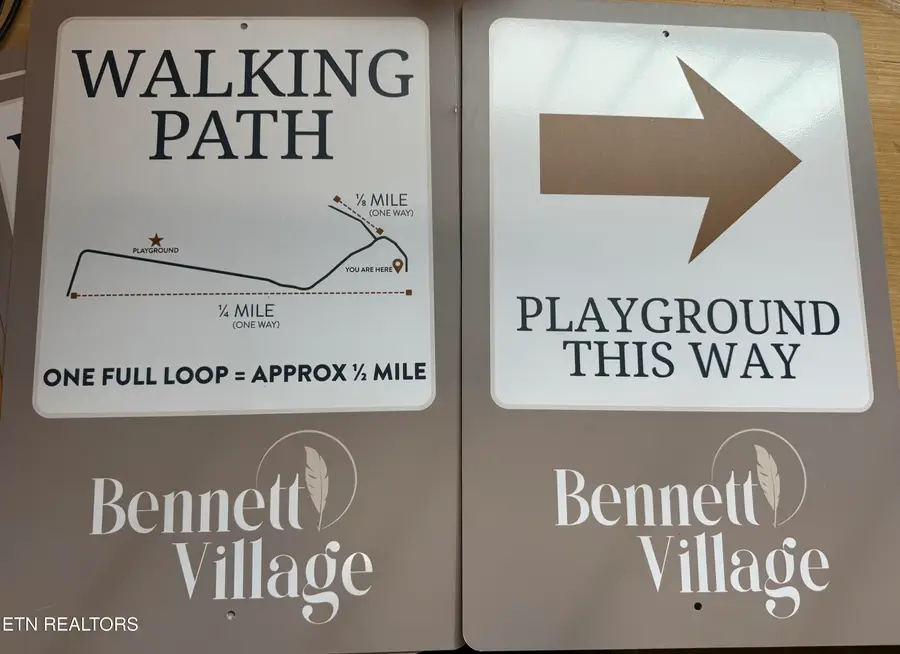 WALKING
PATH
⅛ MILE
(ONE WAY)
PLAYGROUND
YOU ARE HERE
¼ MILE
(ONE WAY)
ONE FULL LOOP = APPROX ½ MILE
Bennett
Village
PLAYGROUND
THIS WAY
Bennett
Village
ETN REALTORS